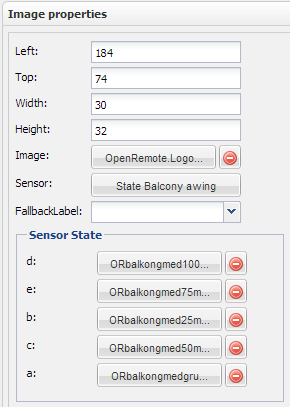 Image properties
Left: 184
Top: 74
Width: 30
Height: 32
Image: OpenRemote.Logo...
Sensor: State Balcony awing
FallbackLabel:
Sensor State
d: ORbalkongmed100...
e: ORbalkongmed75m...
b: ORbalkongmed25m...
c: ORbalkongmed50m...
a: ORbalkongmedgru...